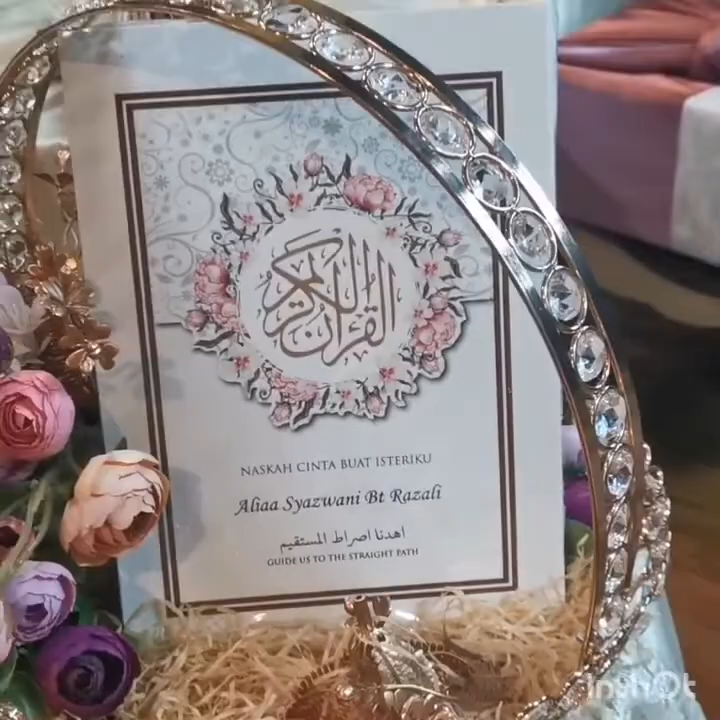 القرآن الكريم
NASKAH CINTA BUAT ISTERIKU
Aliaa Syazwani Bt Razali
اهدنا اصراط المستقيم
GUIDE US TO THE STRAIGHT PATH
InShOt